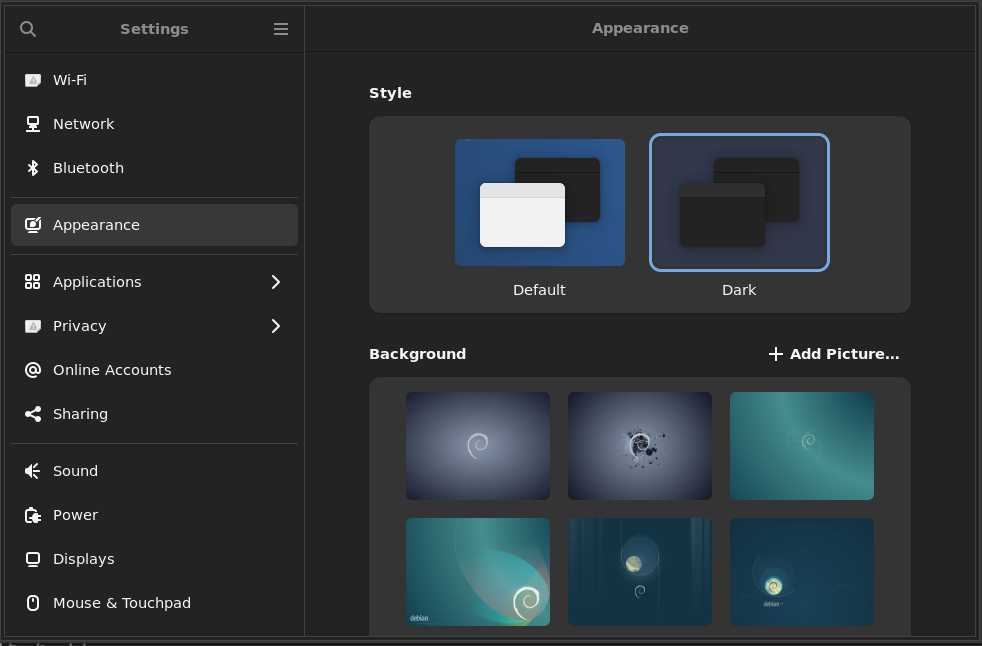 Settings
Appearance
Wi-Fi
Network
Bluetooth
Appearance
Applications
Privacy
Online Accounts
Sharing
Sound
Power
Displays
Mouse & Touchpad
Style
Default
Dark
Background
Add Picture...
debian
debian